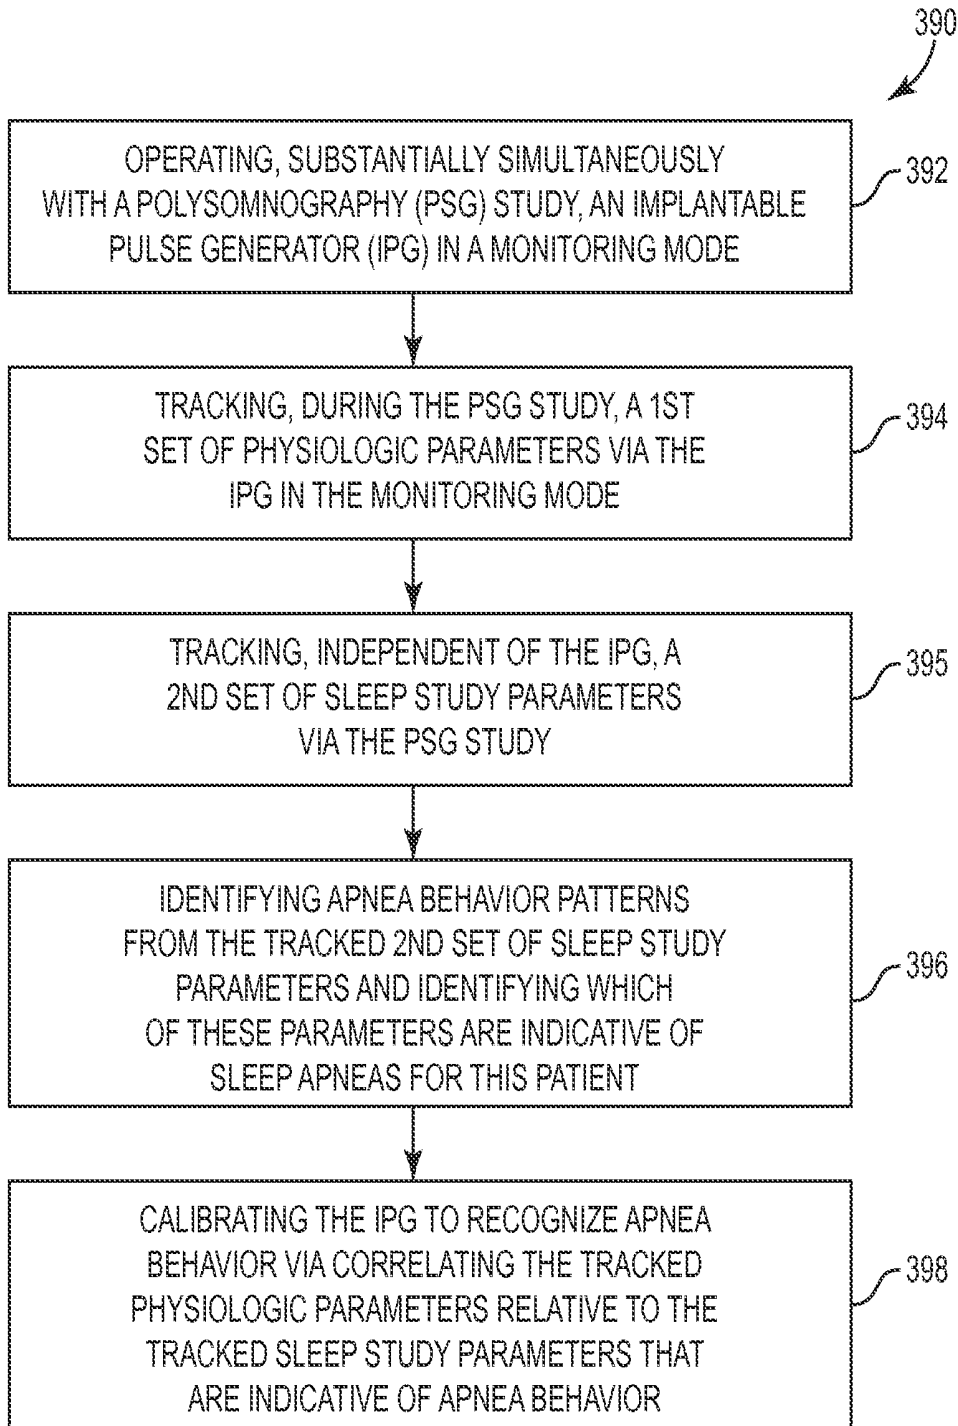 390
OPERATING, SUBSTANTIALLY SIMULTANEOUSLY
WITH A POLYSOMNOGRAPHY (PSG) STUDY, AN IMPLANTABLE
PULSE GENERATOR (IPG) IN A MONITORING MODE
392
TRACKING, DURING THE PSG STUDY, A 1ST
SET OF PHYSIOLOGIC PARAMETERS VIA THE
IPG IN THE MONITORING MODE
394
TRACKING, INDEPENDENT OF THE IPG, A
2ND SET OF SLEEP STUDY PARAMETERS
VIA THE PSG STUDY
395
IDENTIFYING APNEA BEHAVIOR PATTERNS
FROM THE TRACKED 2ND SET OF SLEEP STUDY
PARAMETERS AND IDENTIFYING WHICH
OF THESE PARAMETERS ARE INDICATIVE OF
SLEEP APNEAS FOR THIS PATIENT
396
CALIBRATING THE IPG TO RECOGNIZE APNEA
BEHAVIOR VIA CORRELATING THE TRACKED
PHYSIOLOGIC PARAMETERS RELATIVE TO THE
TRACKED SLEEP STUDY PARAMETERS THAT
ARE INDICATIVE OF APNEA BEHAVIOR
398